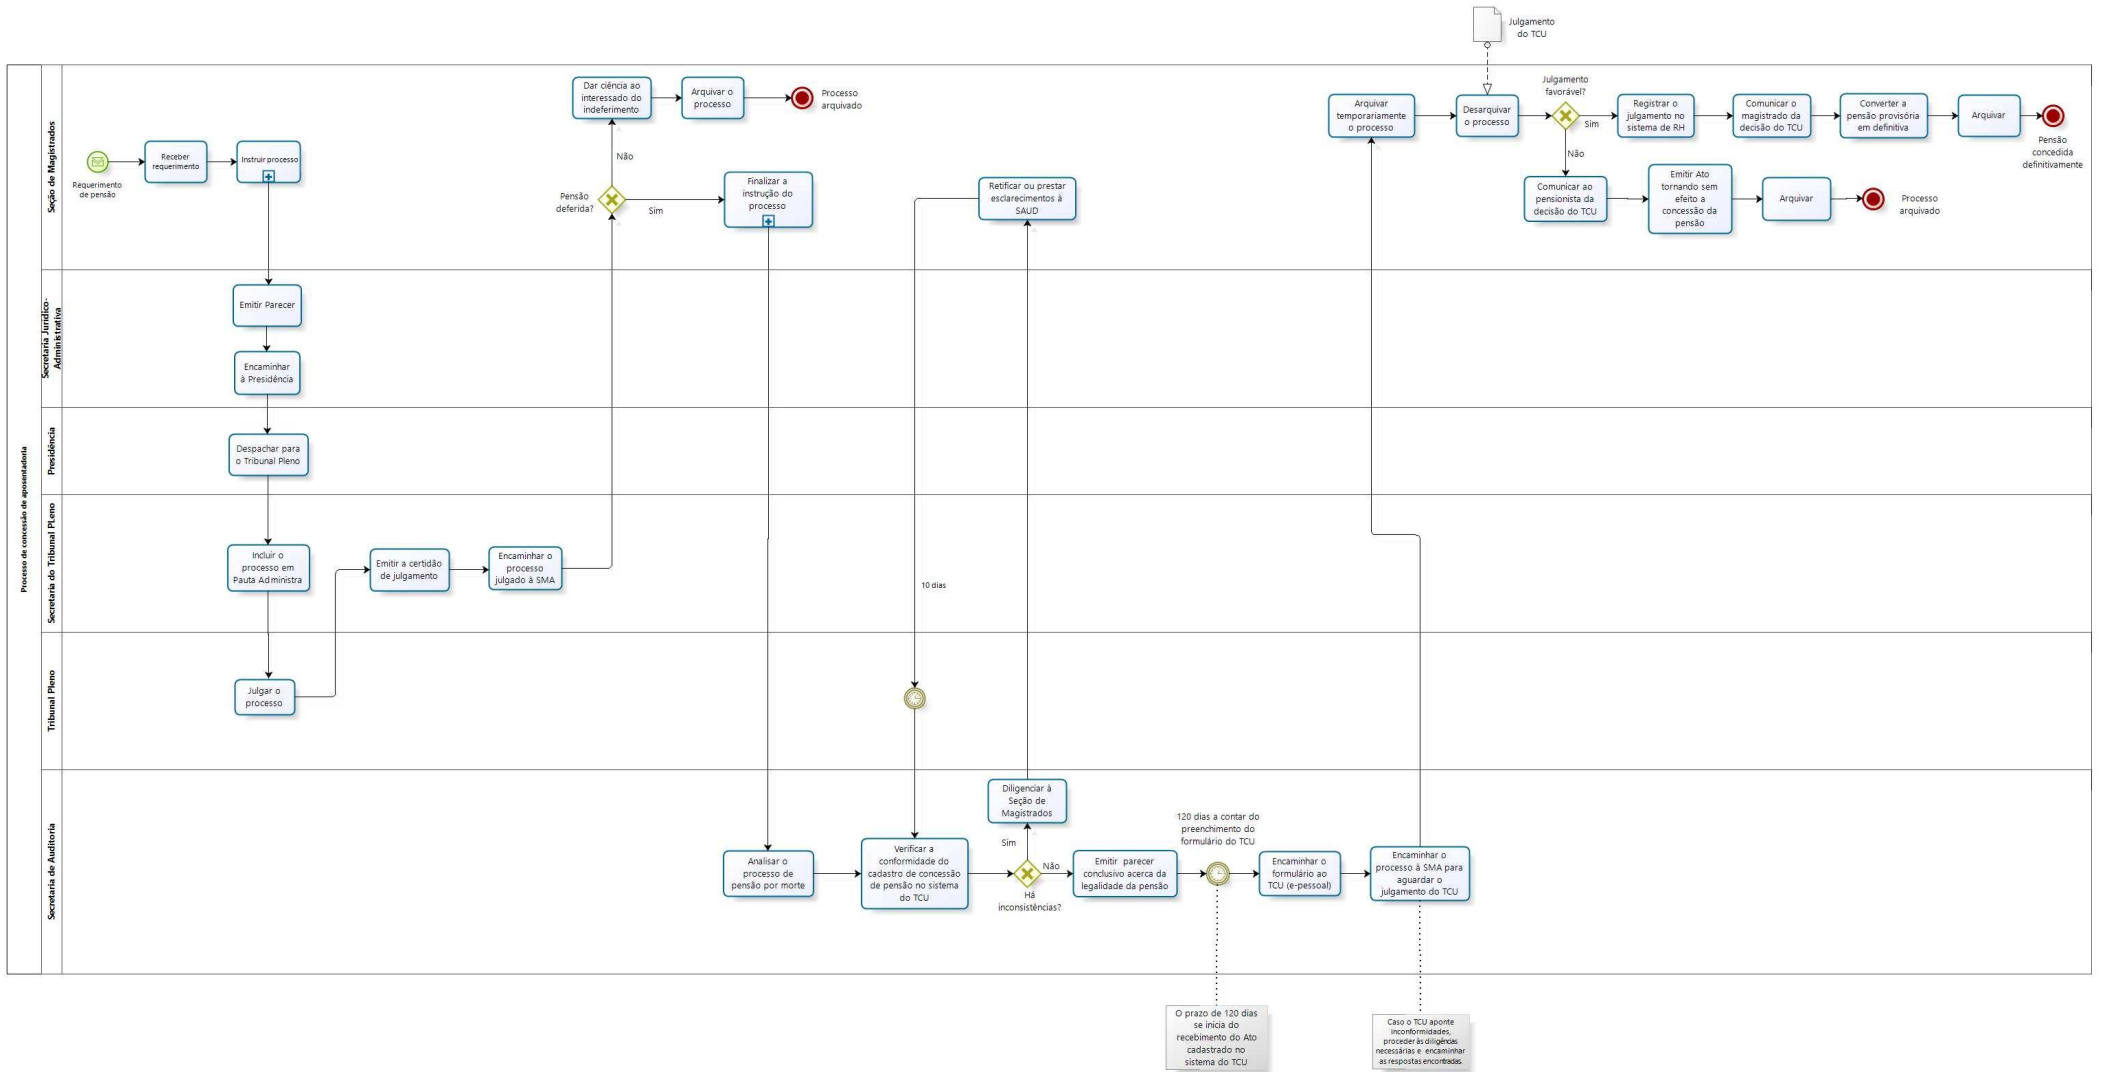 Julgamento
do TCU
Processo de concessão de aposentadoria
Seção de Magistrados
Requerimento
de pensão
Receber
requerimento
Instruir processo
Dar ciência ao
interessado do
indeferimento
Arquivar o
processo
Processo
arquivado
Não
Pensão
deferida?
Sim
Finalizar a
instrução do
processo
Retificar ou prestar
esclarecimentos à
SAUD
Arquivar
temporariamente
o processo
Desarquivar
o processo
Julgamento
favorável?
Sim
Não
Registrar o
julgamento no
sistema de RH
Comunicar o
magistrado da
decisão do TCU
Converter a
pensão provisória
em definitiva
Arquivar
Pensão
concedida
definitivamente
Comunicar ao
pensionista da
decisão do TCU
Emitir Ato
tornando sem
efeito a
concessão da
pensão
Arquivar
Processo
arquivado
Secretaria Jurídico-
Administrativa
Emitir Parecer
Encaminhar
à Presidência
Presidência
Despachar para
o Tribunal Pleno
Secretaria do Tribunal PLeno
Incluir o
processo em
Pauta Administra
Emitir a certidão
de julgamento
Encaminhar o
processo
julgado à SMA
10 dias
Tribunal Pleno
Julgar o
processo
Secretaria de Auditoria
Analisar o
processo de
pensão por morte
Verificar a
conformidade do
cadastro de concessão
de pensão no sistema
do TCU
Diligenciar à
Seção de
Magistrados
Sim
Não
Há
inconsistências?
Emitir parecer
conclusivo acerca da
legalidade da pensão
120 dias a contar do
preenchimento do
formulário do TCU
Encaminhar o
formulário ao
TCU (e-pessoal)
Encaminhar o
processo à SMA para
aguardar o
julgamento do TCU
O prazo de 120 dias
se inicia do
recebimento do Ato
cadastrado no
sistema do TCU
Caso o TCU aponte
inconformidades,
proceder às diligências
necessárias e encaminhar
as respostas encontradas.